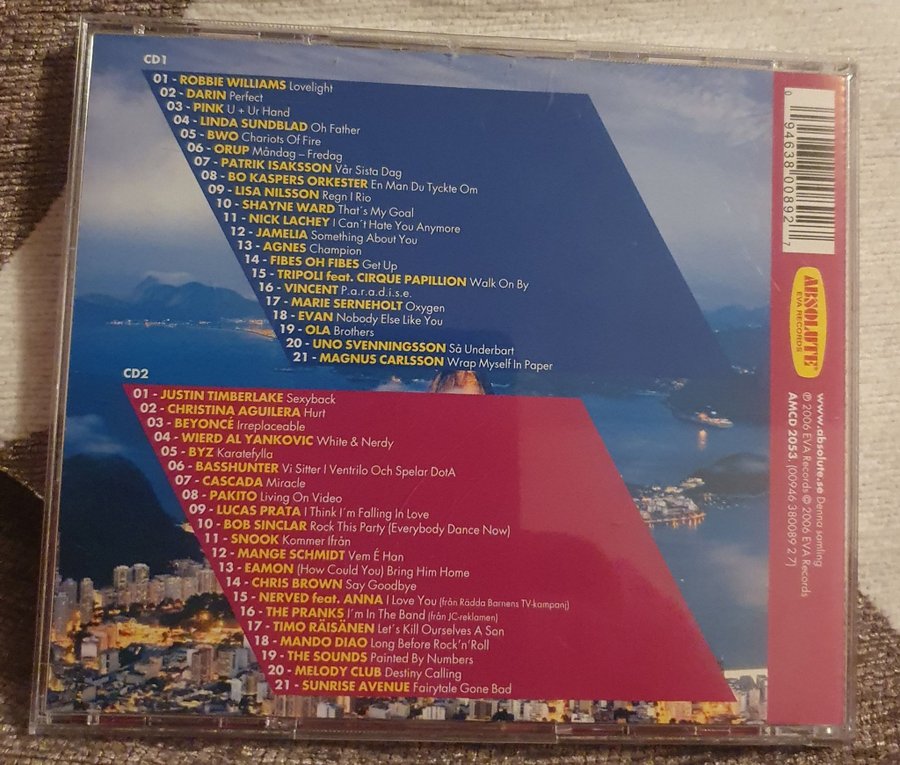 CD1
01 - ROBBIE WILLIAMS Lovelight
02 - DARIN Perfect
03 - PINK U + Ur Hand
04 - LINDA SUNDBLAD Oh Father
05 - BWO Chariots Of Fire
06 - ORUP Måndag – Fredag
07 - PATRIK ISAKSSON Vår Sista Dag
08 - BO KASPERS ORKESTER En Man Du Tyckte Om
09 - LISA NILSSON Regn I Rio
10 - SHAYNE WARD That´s My Goal
11 - NICK LACHEY I Can´t Hate You Anymore
12 - JAMELIA Something About You
13 - AGNES Champion
14 - FIBES OH FIBES Get Up
15 - TRIPOLI feat. CIRQUE PAPILLION Walk On By
16 - VINCENT P.a.r.a.d.i.s.e.
17 - MARIE SERNEHOLT Oxygen
18 - EVAN Nobody Else Like You
19 - OLA Brothers
20 - UNO SVENNINGSSON Så Underbart
21 - MAGNUS CARLSSON Wrap Myself In Paper
CD2
01 - JUSTIN TIMBERLAKE Sexyback
02 - CHRISTINA AGUILERA Hurt
03 - BEYONCÉ Irreplaceable
04 - WIERD AL YANKOVIC White & Nerdy
05 - BYZ Karatefylla
06 - BASSHUNTER Vi Sitter I Ventrilo Och Spelar DotA
07 - CASCADA Miracle
08 - PAKITO Living On Video
09 - LUCAS PRATA I Think I´m Falling In Love
10 - BOB SINCLAR Rock This Party (Everybody Dance Now)
11 - SNOOK Kommer Ifrån
12 - MANGE SCHMIDT Vem É Han
13 - EAMON (How Could You) Bring Him Home
14 - CHRIS BROWN Say Goodbye
15 - NERVED feat. ANNA I Love You (från Rädda Barnens TV-kampanj)
16 - THE PRANKS I´m In The Band (från JC-reklamen)
17 - TIMO RÄISÄNEN Let´s Kill Ourselves A Son
18 - MANDO DIAO Long Before Rock'n'Roll
19 - THE SOUNDS Painted By Numbers
20 - MELODY CLUB Destiny Calling
21 - SUNRISE AVENUE Fairytale Gone Bad
0 94638 00892 7
ABSOLUTE
EVA RECORDS
www.absolute.se Denna samling
℗ 2006 EVA Records © 2006 EVA Records
AMCD 2053 (00946 380089 2 7)